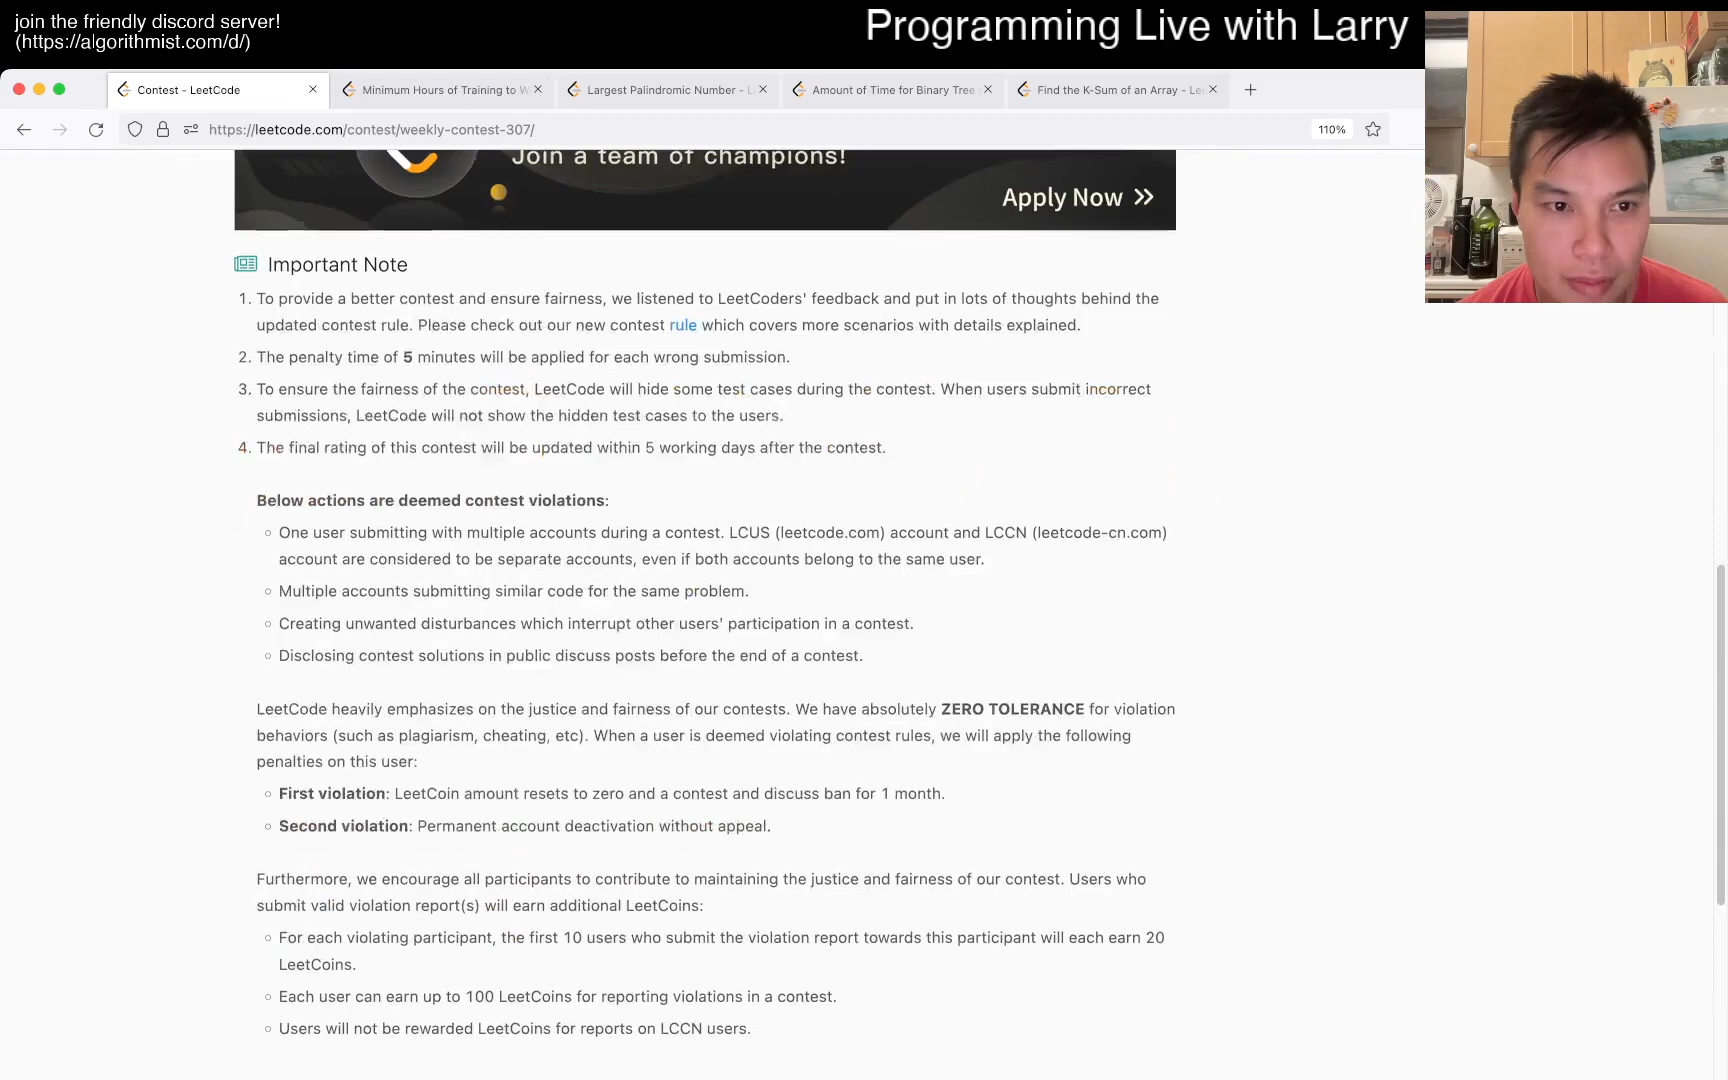 join the friendly discord server!
(https://algorithmist.com/d/)
Programming Live with Larry
Contest - LeetCode
Minimum Hours of Training to W
Largest Palindromic Number - L
Amount of Time for Binary Tree
Find the K-Sum of an Array - Le
https://leetcode.com/contest/weekly-contest-307/
110%
Join a team of champions!
Apply Now
Important Note
1. To provide a better contest and ensure fairness, we listened to LeetCoders' feedback and put in lots of thoughts behind the
updated contest rule. Please check out our new contest rule which covers more scenarios with details explained.
2. The penalty time of 5 minutes will be applied for each wrong submission.
3. To ensure the fairness of the contest, LeetCode will hide some test cases during the contest. When users submit incorrect
submissions, LeetCode will not show the hidden test cases to the users.
4. The final rating of this contest will be updated within 5 working days after the contest.
Below actions are deemed contest violations:
One user submitting with multiple accounts during a contest. LCUS (leetcode.com) account and LCCN (leetcode-cn.com)
account are considered to be separate accounts, even if both accounts belong to the same user.
Multiple accounts submitting similar code for the same problem.
Creating unwanted disturbances which interrupt other users' participation in a contest.
Disclosing contest solutions in public discuss posts before the end of a contest.
LeetCode heavily emphasizes on the justice and fairness of our contests. We have absolutely ZERO TOLERANCE for violation
behaviors (such as plagiarism, cheating, etc). When a user is deemed violating contest rules, we will apply the following
penalties on this user:
First violation: LeetCoin amount resets to zero and a contest and discuss ban for 1 month.
Second violation: Permanent account deactivation without appeal.
Furthermore, we encourage all participants to contribute to maintaining the justice and fairness of our contest. Users who
submit valid violation report(s) will earn additional LeetCoins:
For each violating participant, the first 10 users who submit the violation report towards this participant will each earn 20
LeetCoins.
Each user can earn up to 100 LeetCoins for reporting violations in a contest.
Users will not be rewarded LeetCoins for reports on LCCN users.